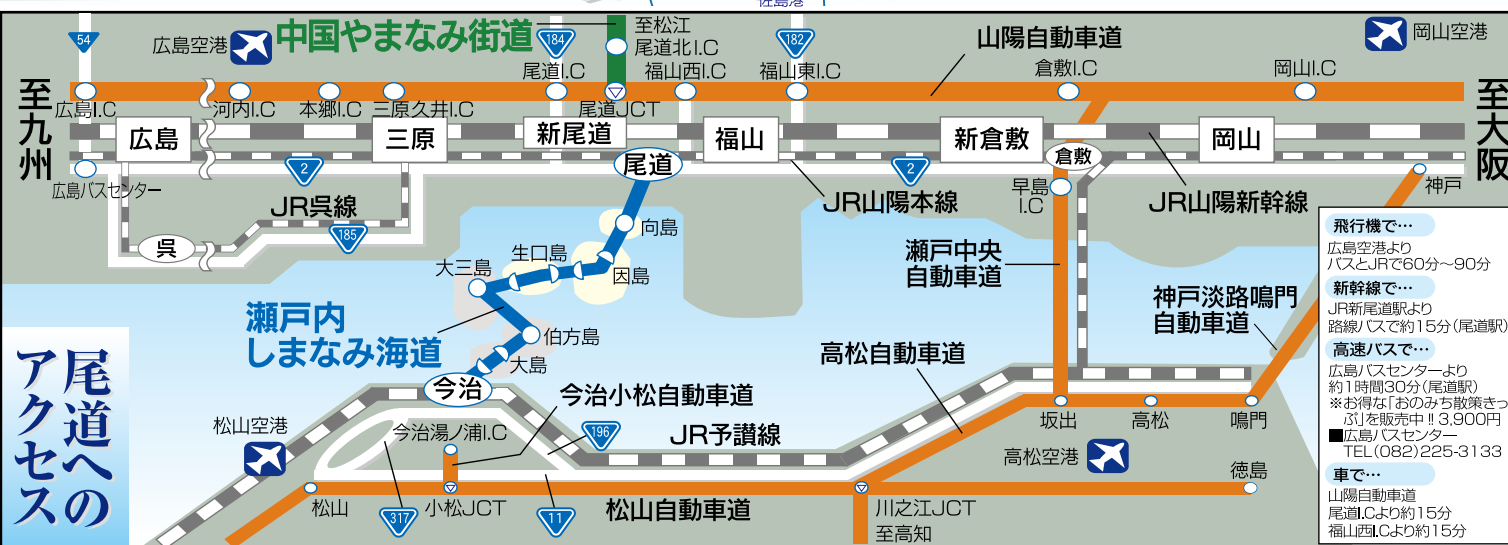 佐島港
54
広島空港
中国やまなみ街道
184
至松江
尾道北I.C
182
山陽自動車道
岡山空港
尾道I.C
福山西I.C
福山東I.C
倉敷I.C
岡山I.C
至九州
広島I.C
河内I.C
本郷I.C
三原久井I.C
尾道JCT
至大阪
広島
三原
新尾道
福山
新倉敷
岡山
尾道
倉敷
2
2
広島バスセンター
早島
I.C
神戸
JR呉線
JR山陽本線
JR山陽新幹線
185
呉
向島
生口島
因島
大三島
瀬戸中央
自動車道
神戸淡路鳴門
自動車道
瀬戸内
しまなみ海道
伯方島
大島
高松自動車道
今治
今治小松自動車道
松山空港
今治湯ノ浦I.C
196
JR予讃線
坂出
高松
鳴門
高松空港
徳島
松山
317
小松JCT
11
松山自動車道
川之江JCT
至高知
尾道への
アクセス
飛行機で…
広島空港より
バスとJRで60分〜90分
新幹線で…
JR新尾道駅より
路線バスで約15分(尾道駅)
高速バスで…
広島バスセンターより
約1時間30分(尾道駅)
※お得な「おのみち散策きっ
ぷ」を販売中!! 3,900円
■広島バスセンター
TEL(082)225-3133
車で…
山陽自動車道
尾道I.Cより約15分
福山西I.Cより約15分